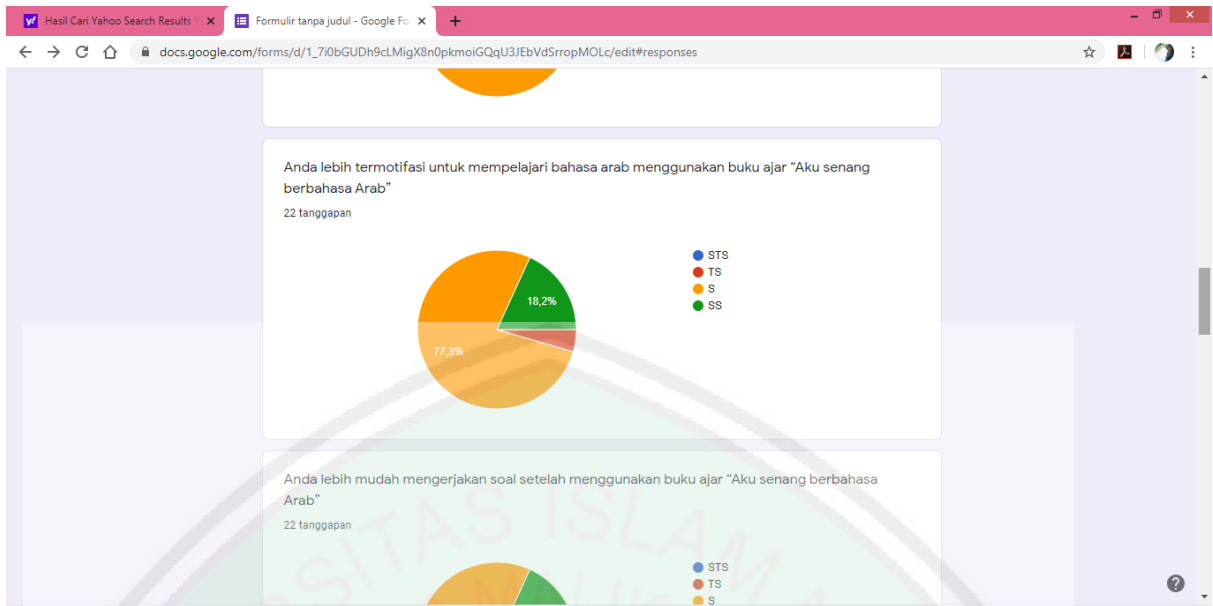 Hasil Cari Yahoo Search Results
Formulir tanpa judul - Google Fo
docs.google.com/forms/d/1_7i0bGUDh9cLMigX8n0pkmoiGQqU3JEbVdSrropMOLc/edit#responses
Anda lebih termotifasi untuk mempelajari bahasa arab menggunakan buku ajar “Aku senang
berbahasa Arab”
22 tanggapan
STS
TS
S
SS
18,2%
77,3%
Anda lebih mudah mengerjakan soal setelah menggunakan buku ajar “Aku senang berbahasa
Arab”
22 tanggapan
STS
TS
S